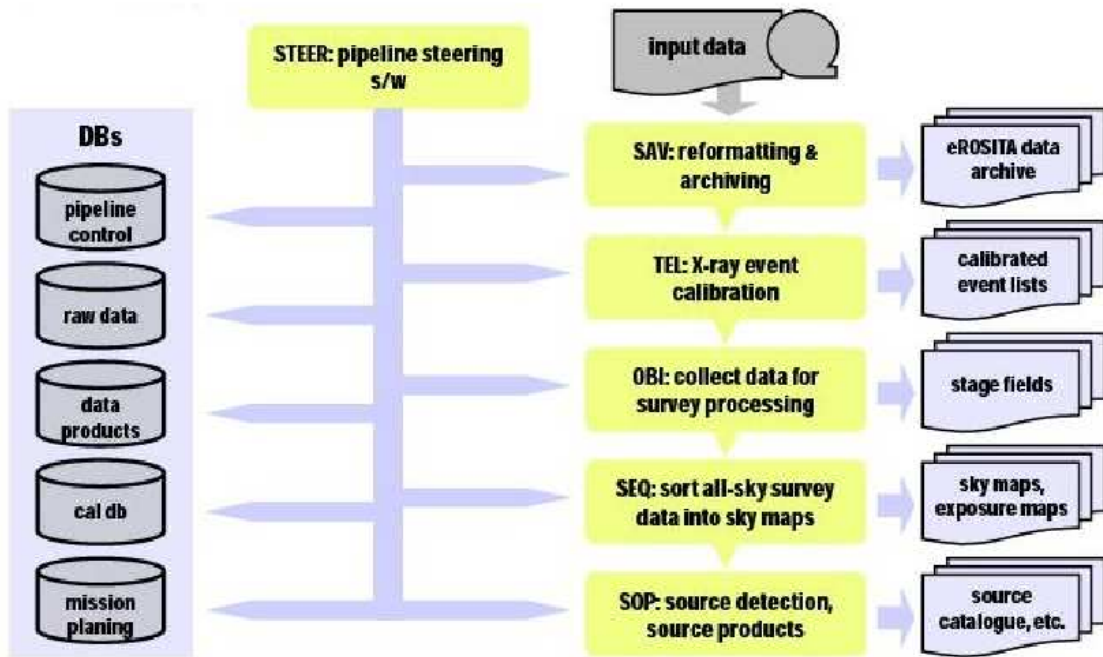 STEER: pipeline steering
s/w
input data
DBs
pipeline
control
raw data
data
products
cal db
mission
planing
SAV: reformatting &
archiving
TEL: X-ray event
calibration
OBI: collect data for
survey processing
SEQ: sort all-sky survey
data into sky maps
SOP: source detection,
source products
eROSITA data
archive
calibrated
event lists
stage fields
sky maps,
exposure maps
source
catalogue, etc.